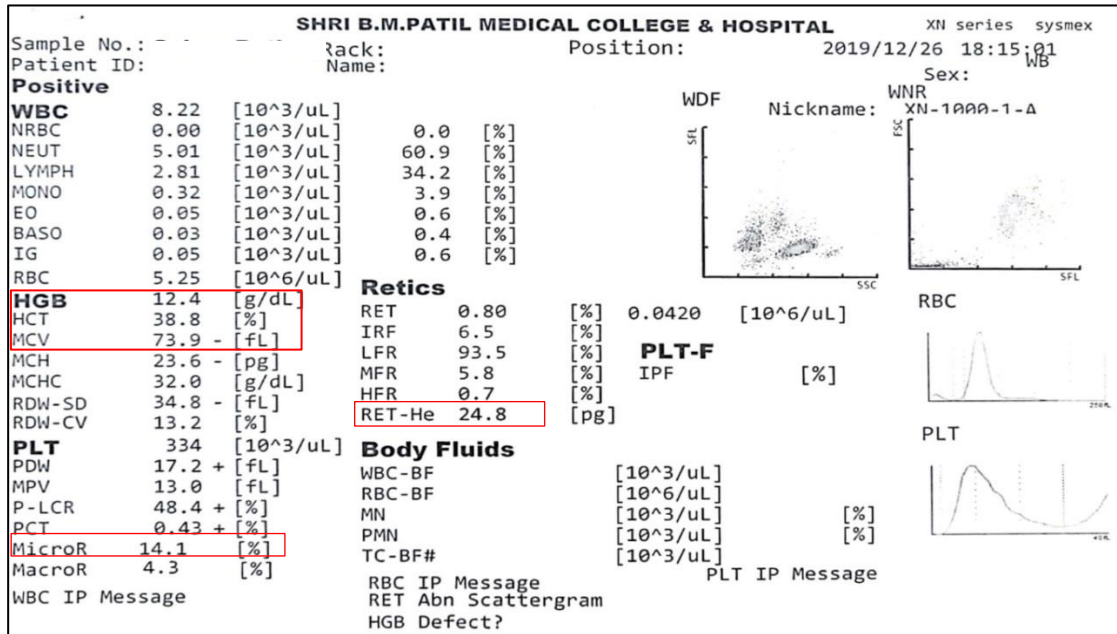 SHRI B.M.PATIL MEDICAL COLLEGE & HOSPITAL XN series sysmex
Sample No.: Rack: Position: 2019/12/26 18:15:01
Patient ID: Name: WB
Positive Sex:
WDF WNR
Nickname: XN-1000-1-A
WBC 8.22 [10^3/uL]
NRBC 0.00 [10^3/uL] 0.0 [%]
NEUT 5.01 [10^3/uL] 60.9 [%]
LYMPH 2.81 [10^3/uL] 34.2 [%]
MONO 0.32 [10^3/uL] 3.9 [%]
EO 0.05 [10^3/uL] 0.6 [%]
BASO 0.03 [10^3/uL] 0.4 [%]
IG 0.05 [10^3/uL] 0.6 [%]
SFL
SSC
FSC
SFL
RBC 5.25 [10^6/uL]
HGB 12.4 [g/dL]
HCT 38.8 [%]
MCV 73.9 - [fL]
MCH 23.6 - [pg]
MCHC 32.0 [g/dL]
RDW-SD 34.8 - [fL]
RDW-CV 13.2 [%]
PLT 334 [10^3/uL]
PDW 17.2 + [fL]
MPV 13.0 [fL]
P-LCR 48.4 + [%]
PCT 0.43 + [%]
MicroR 14.1 [%]
MacroR 4.3 [%]
WBC IP Message
Retics
RET 0.80 [%] 0.0420 [10^6/uL]
IRF 6.5 [%]
LFR 93.5 [%]
MFR 5.8 [%]
HFR 0.7 [%]
RET-He 24.8 [pg]
PLT-F
IPF [%]
Body Fluids
WBC-BF [10^3/uL]
RBC-BF [10^6/uL]
MN [10^3/uL] [%]
PMN [10^3/uL] [%]
TC-BF# [10^3/uL]
RBC IP Message
RET Abn Scattergram
HGB Defect?
PLT IP Message
RBC
250fL
PLT
40fL